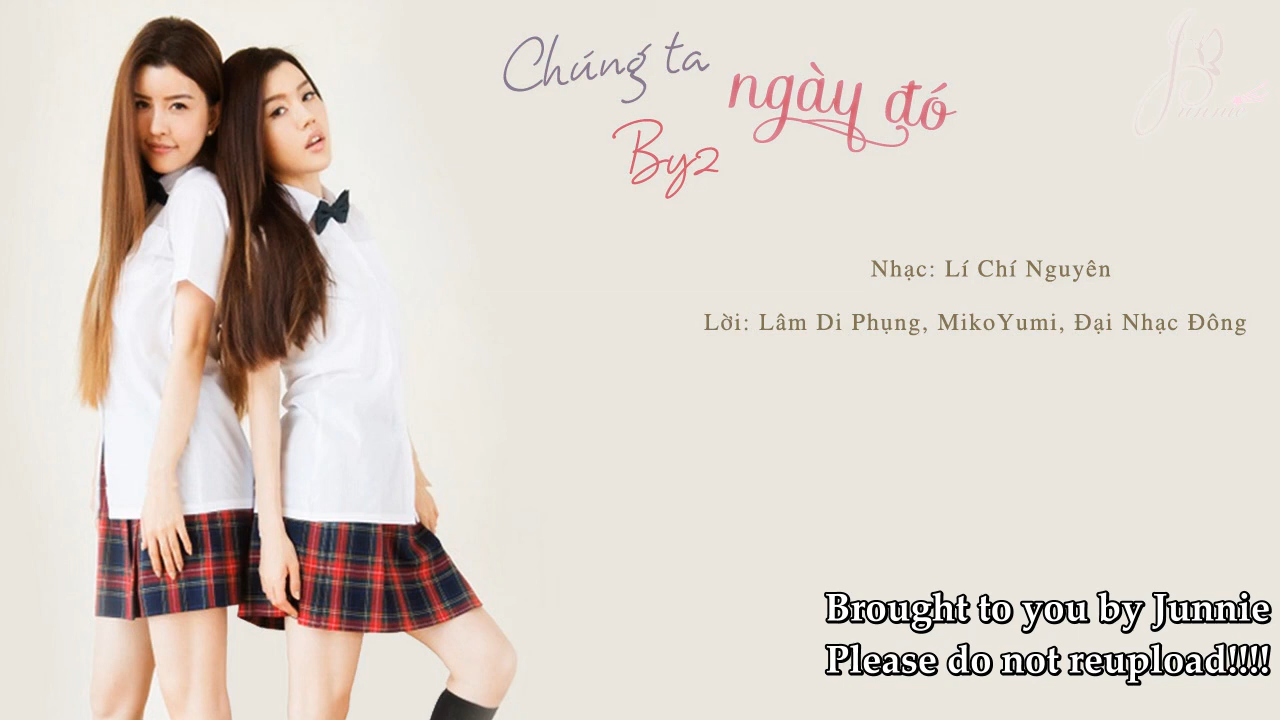 Chúng ta ngày đó
By2
Nhạc: Lí Chí Nguyên
Lời: Lâm Di Phụng, MikoYumi, Đại Nhạc Đông
Brought to you by Junnie
Please do not reupload!!!!